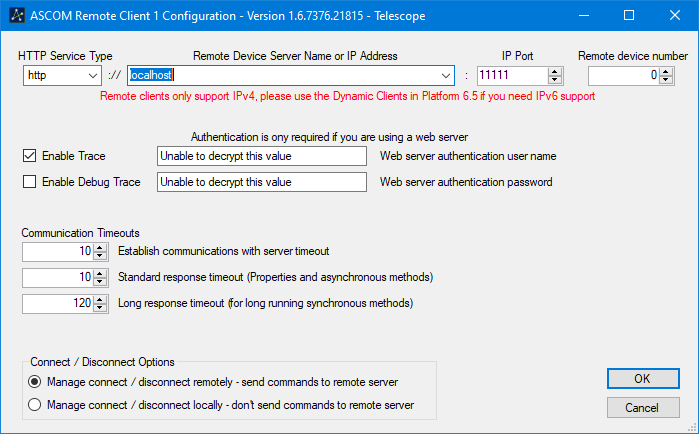 ASCOM Remote Client 1 Configuration - Version 1.6.7376.21815 - Telescope
HTTP Service Type Remote Device Server Name or IP Address IP Port Remote device number
http :// localhost : 11111 0
Remote clients only support IPv4, please use the Dynamic Clients in Platform 6.5 if you need IPv6 support
Authentication is ony required if you are using a web server
Enable Trace Unable to decrypt this value Web server authentication user name
Enable Debug Trace Unable to decrypt this value Web server authentication password
Communication Timeouts
10 Establish communications with server timeout
10 Standard response timeout (Properties and asynchronous methods)
120 Long response timeout (for long running synchronous methods)
Connect / Disconnect Options
Manage connect / disconnect remotely - send commands to remote server
Manage connect / disconnect locally - don't send commands to remote server
OK
Cancel